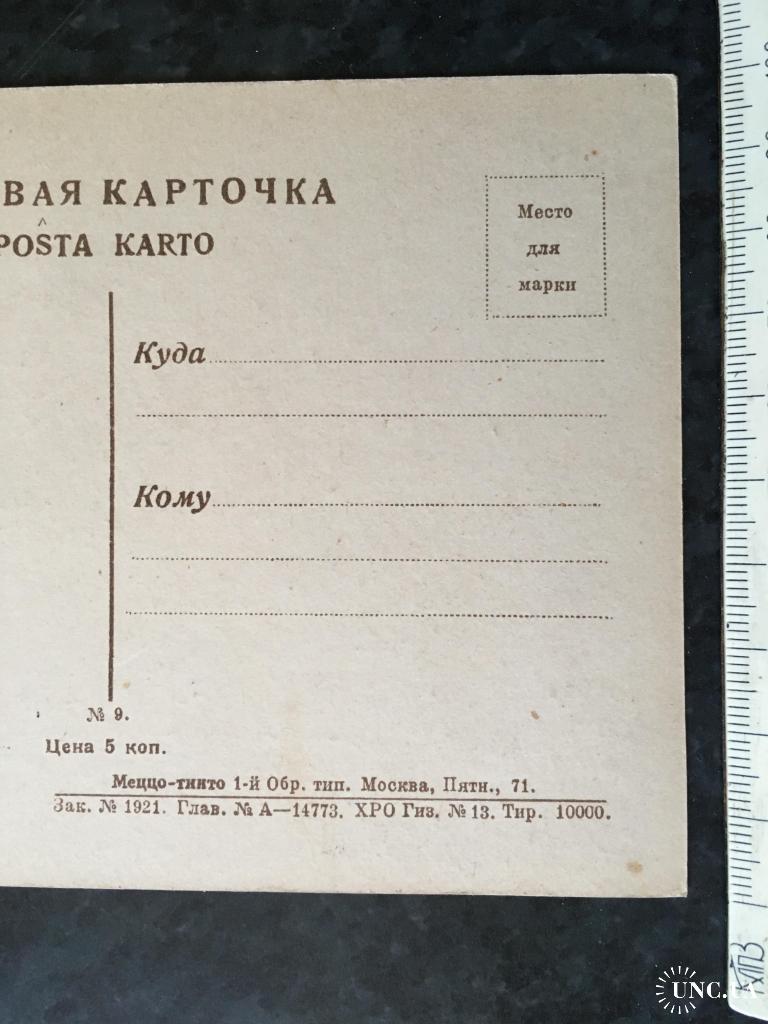 ВАЯ КАРТОЧКА
POŜTA KARTO
Место
для
марки
Куда
Кому
№ 9.
Цена 5 коп.
Меццо-тинто 1-й Обр. тип. Москва, Пятн., 71.
Зак. № 1921. Глав. № А—14773. ХРО Гиз. № 13. Тир. 10000.
UNC.UA